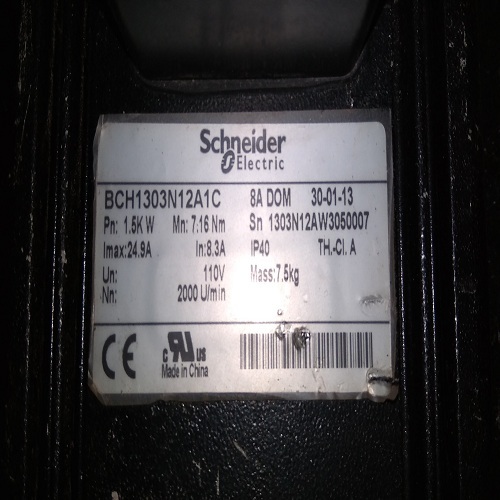 Schneider
Electric
BCH1303N12A1C 8A DOM 30-01-13
Pn: 1.5K W Mn: 7.16 Nm Sn 1303N12AW3050007
Imax:24.9A In:8.3A IP40 TH.-Cl. A
Un: 110V Mass:7.5kg
Nn: 2000 U/min
CE c RU us
Made in China